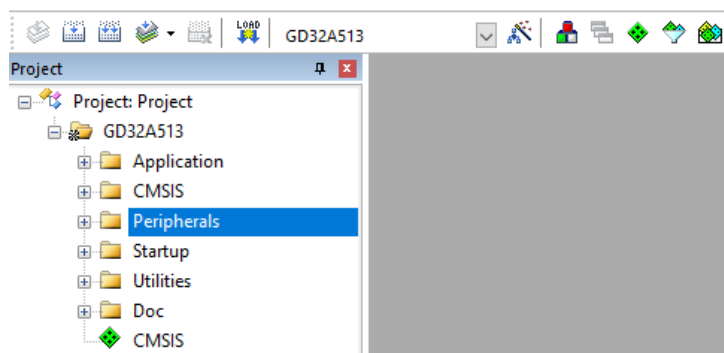 LOAD
GD32A513
Project
Project: Project
GD32A513
Application
CMSIS
Peripherals
Startup
Utilities
Doc
CMSIS